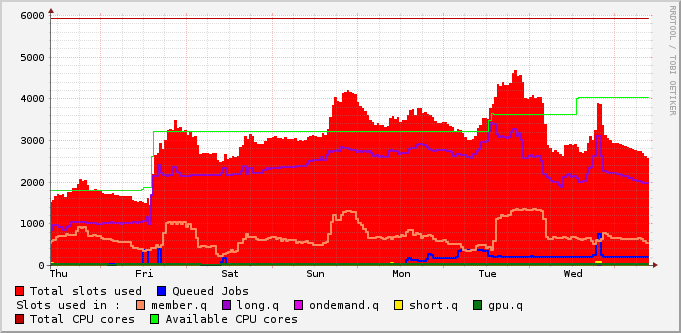 RRDTOOL / TOBI OETIKER
6000
5000
4000
3000
2000
1000
0
Thu Fri Sat Sun Mon Tue Wed
Total slots used Queued Jobs
Slots used in : member.q long.q ondemand.q short.q gpu.q
Total CPU cores Available CPU cores